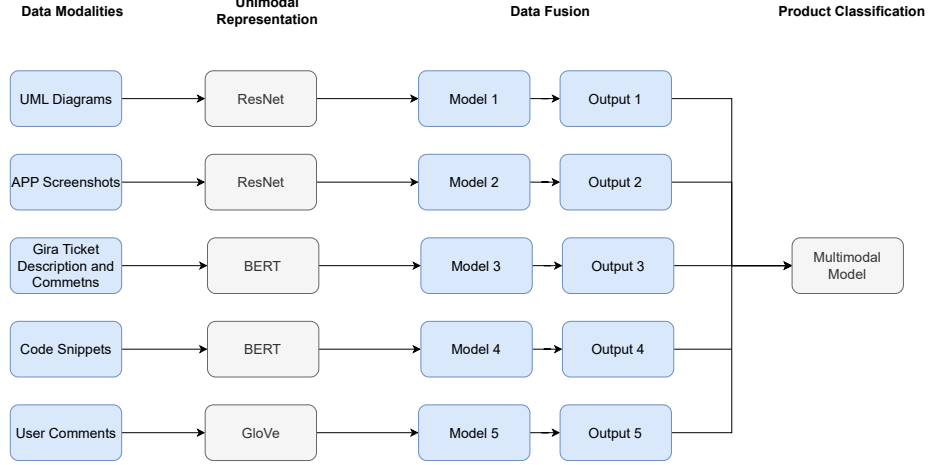 Data Modalities
Unimodal
Representation
Data Fusion
Product Classification
UML Diagrams
ResNet
Model 1
Output 1
APP Screenshots
ResNet
Model 2
Output 2
Gira Ticket
Description and
Commetns
BERT
Model 3
Output 3
Multimodal
Model
Code Snippets
BERT
Model 4
Output 4
User Comments
GloVe
Model 5
Output 5